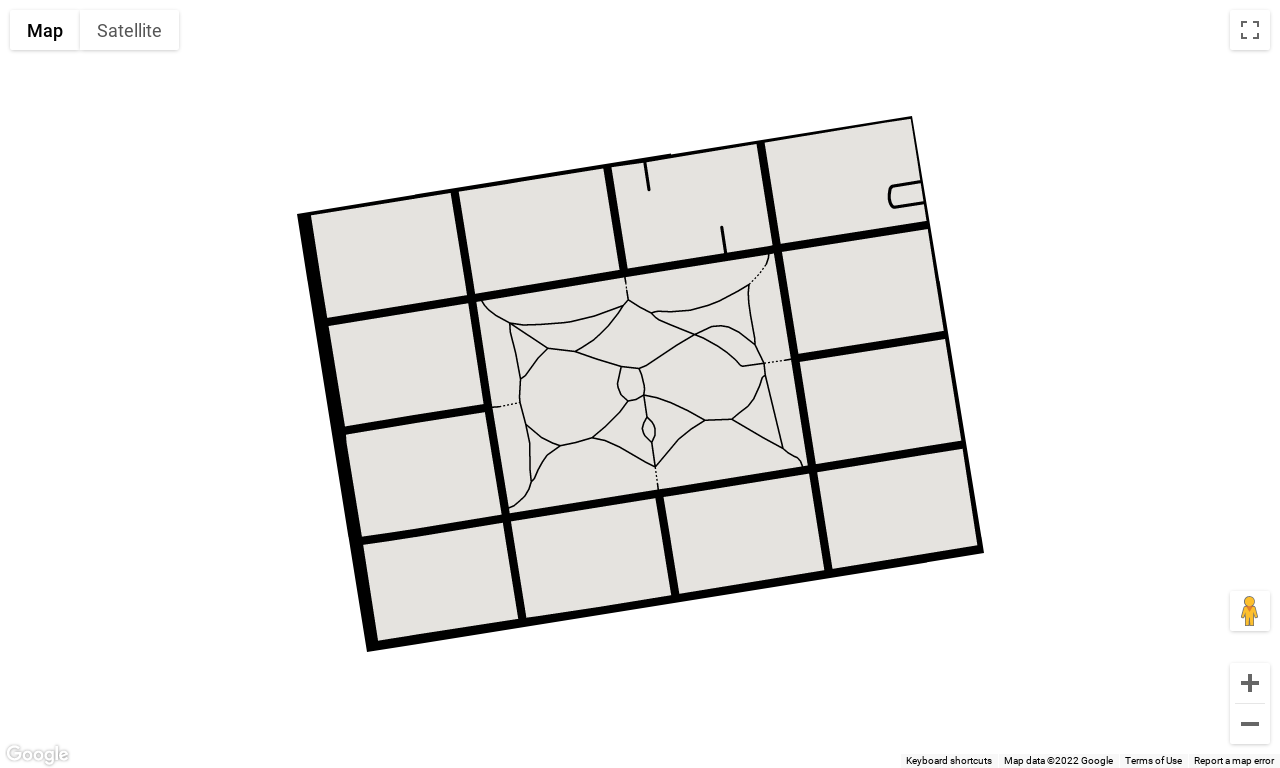 Map Satellite
Google
Keyboard shortcuts Map data ©2022 Google Terms of Use Report a map error